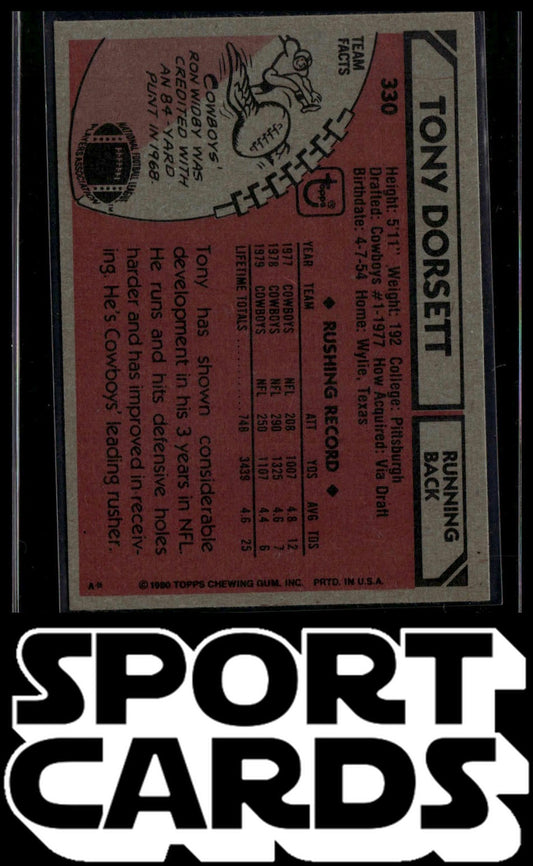 330
TONY DORSETT
RUNNING
BACK
Height: 5'11" Weight: 192 College: Pittsburgh
Drafted: Cowboys #1-1977 How Acquired: Via Draft
Birthdate: 4-7-54 Home: Wylie, Texas
TEAM
FACTS
COWBOYS'
RON WIDBY WAS
CREDITED WITH
AN 84-YARD
PUNT IN 1968.
NATIONAL FOOTBALL LEAGUE
PLAYERS ASSOCIATION
Topps
◆ RUSHING RECORD ◆
YEAR TEAM ATT YDS AVG TDS
1977 COWBOYS NFL 208 1007 4.8 12
1978 COWBOYS NFL 290 1325 4.6 7
1979 COWBOYS NFL 250 1107 4.4 6
LIFETIME TOTALS 748 3439 4.6 25
Tony has shown considerable
development in his 3 years in NFL.
He runs and hits defensive holes
harder and has improved in receiv-
ing. He's Cowboys' leading rusher.
© 1980 TOPPS CHEWING GUM, INC. PRTD. IN U.S.A.
SPORT
CARDS